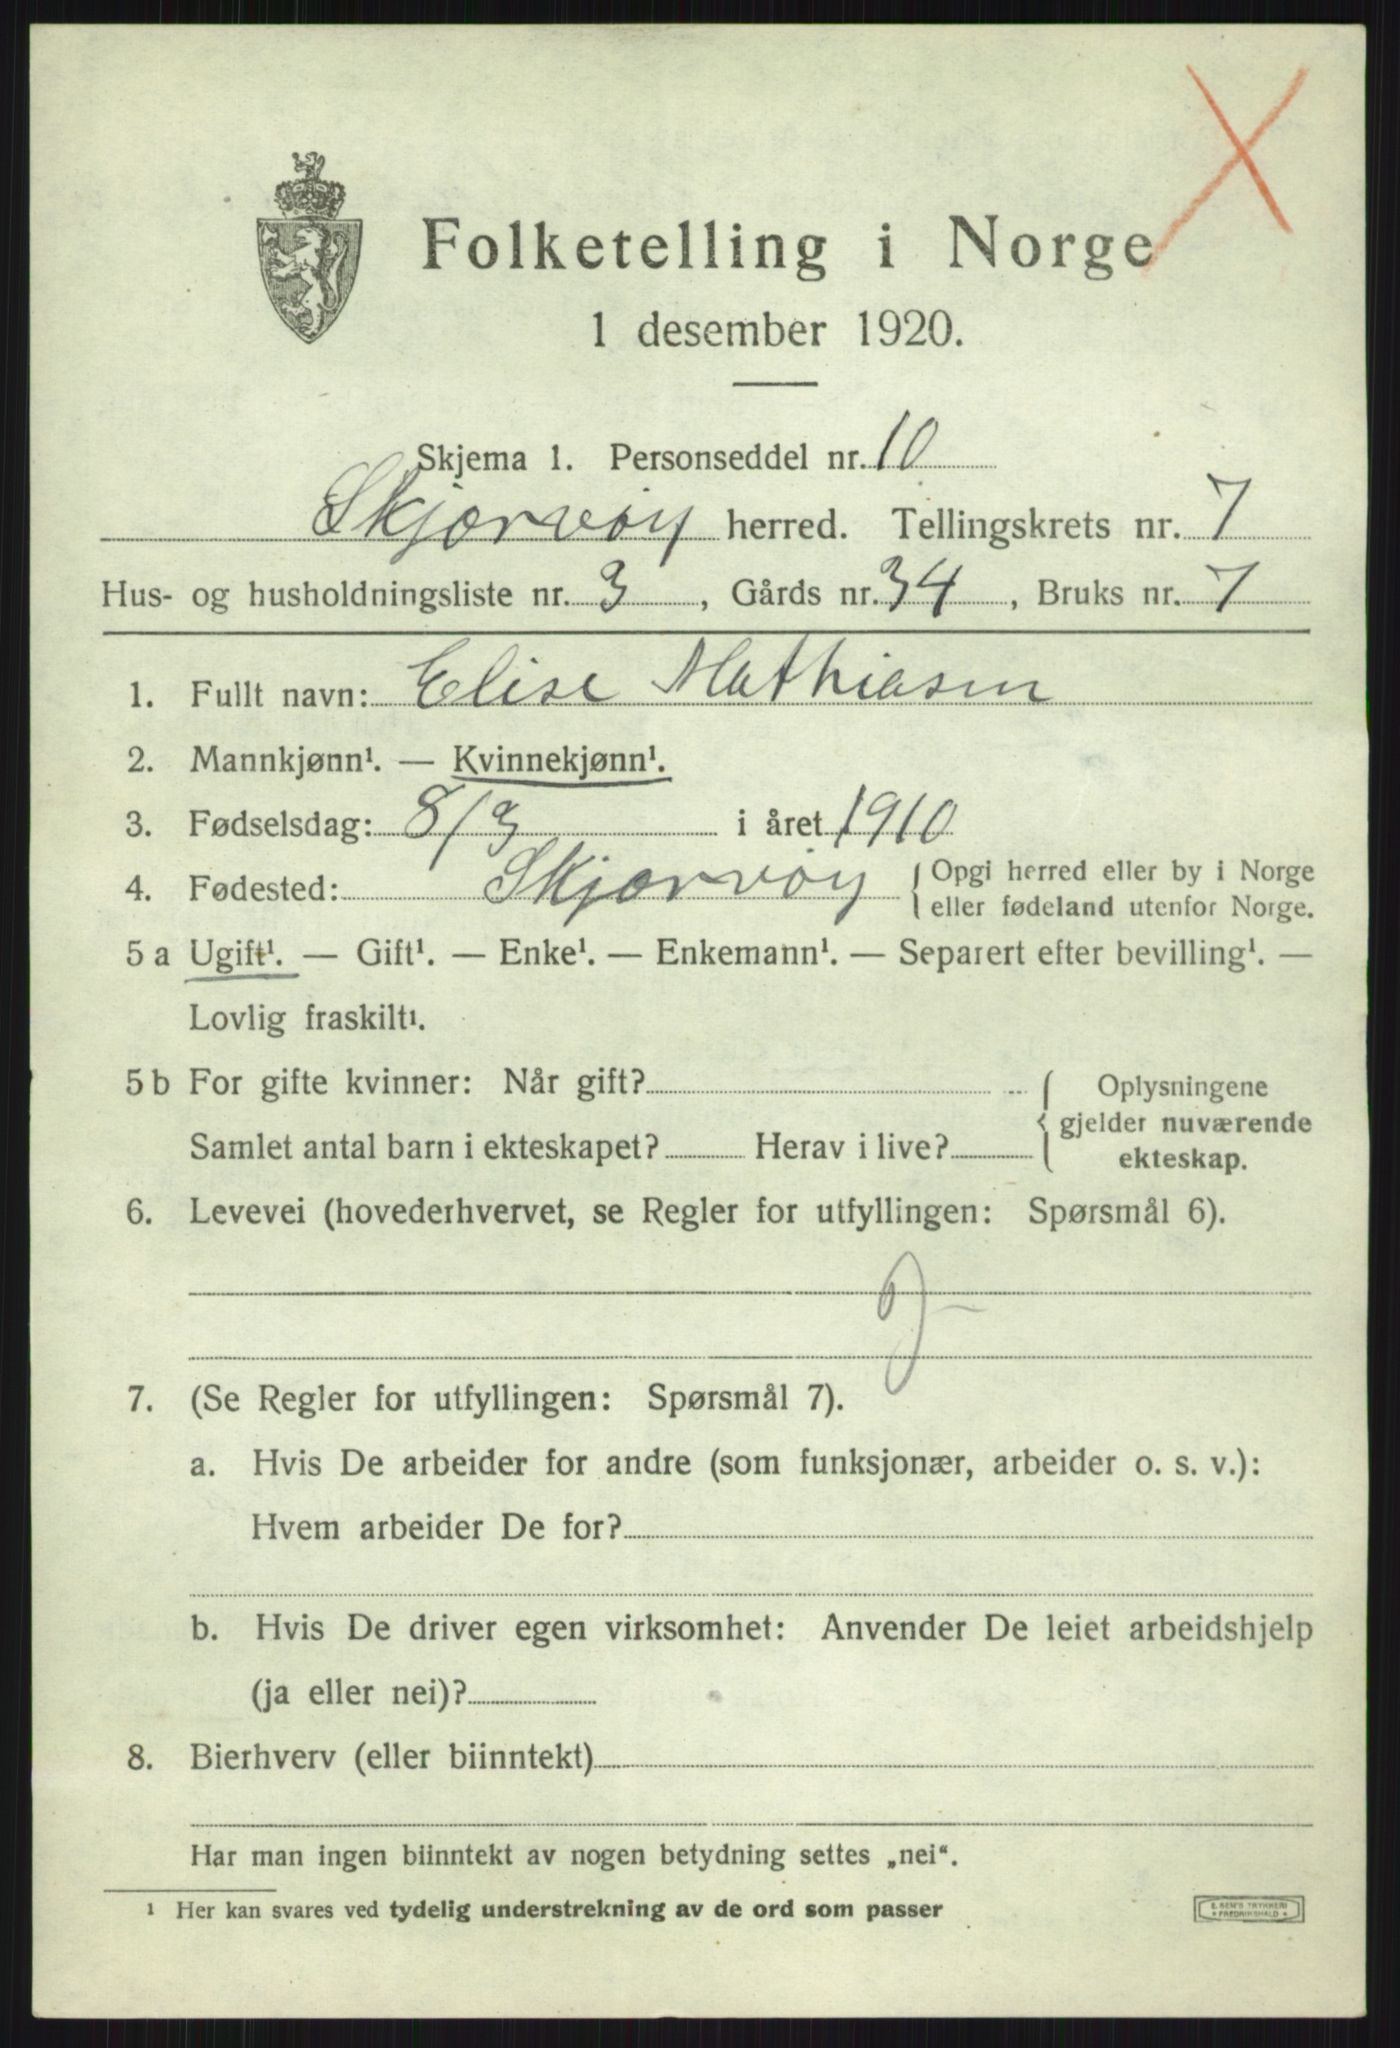 Folketelling i Norge
1 desember 1920.
Skjema 1. Personseddel nr. 10
Skjærvøy herred. Tellingskrets nr. 7
Hus- og husholdningsliste nr. 3, Gårds nr. 34, Bruks nr. 7
1. Fullt navn: Elise Mathiasen
2. Mannkjønn¹. — Kvinnekjønn¹.
3. Fødselsdag: 8/3 i året 1910
4. Fødested: Skjærvøy { Opgi herred eller by i Norge
eller fødeland utenfor Norge.
5 a Ugift¹. — Gift¹. — Enke¹. — Enkemann¹. — Separert efter bevilling¹. —
Lovlig fraskilt¹.
5 b For gifte kvinner: Når gift? { Oplysningene
gjelder nuværende
Samlet antal barn i ekteskapet? Herav i live? ekteskap.
6. Levevei (hovederhvervet, se Regler for utfyllingen: Spørsmål 6).
7. (Se Regler for utfyllingen: Spørsmål 7).
a. Hvis De arbeider for andre (som funksjonær, arbeider o. s. v.):
Hvem arbeider De for?
b. Hvis De driver egen virksomhet: Anvender De leiet arbeidshjelp
(ja eller nei)?
8. Bierhverv (eller biinntekt)
Har man ingen biinntekt av nogen betydning settes „nei“.
¹ Her kan svares ved tydelig understrekning av de ord som passer
E. SEM'S TRYKKERI
FREDRIKSHALD